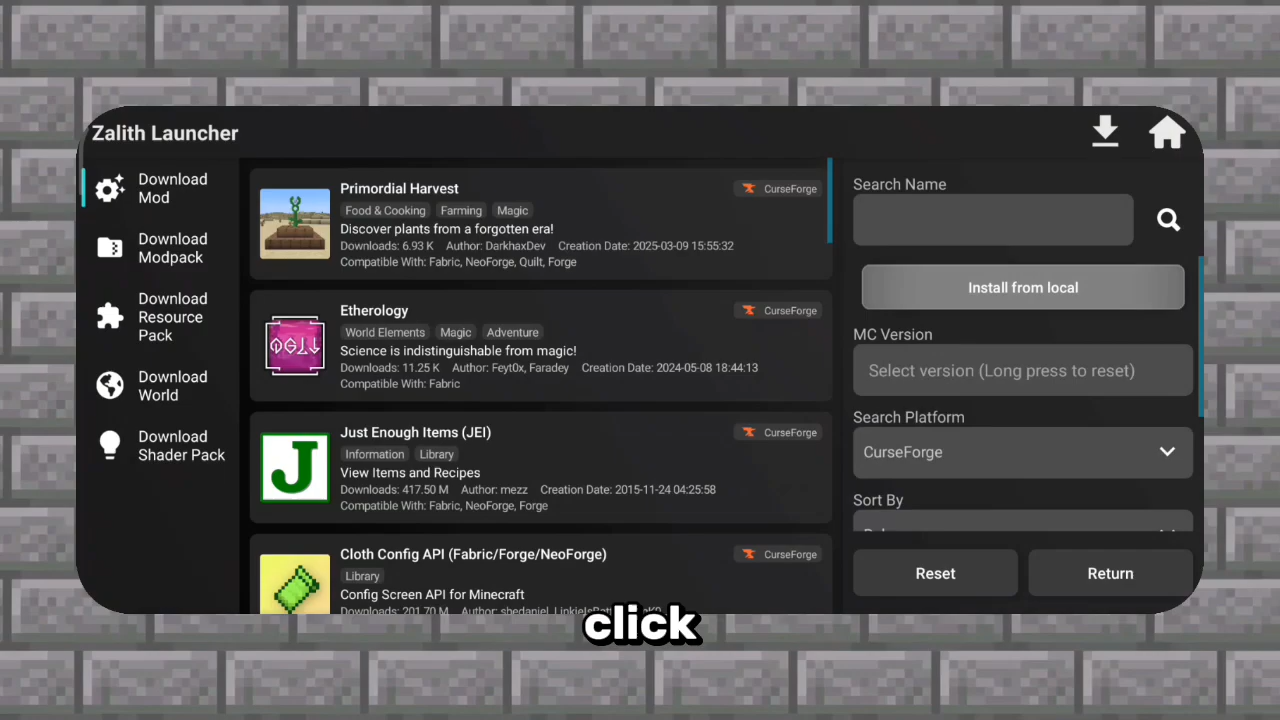 Zalith Launcher
Download
Mod
Download
Modpack
Download
Resource
Pack
Download
World
Download
Shader Pack
Primordial Harvest
CurseForge
Food & Cooking Farming Magic
Discover plants from a forgotten era!
Downloads: 6.93 K Author: DarkhaxDev Creation Date: 2025-03-09 15:55:32
Compatible With: Fabric, NeoForge, Quilt, Forge
Etherology
CurseForge
World Elements Magic Adventure
Science is indistinguishable from magic!
Downloads: 11.25 K Author: Feyt0x, Faradey Creation Date: 2024-05-08 18:44:13
Compatible With: Fabric
J
Just Enough Items (JEI)
CurseForge
Information Library
View Items and Recipes
Downloads: 417.50 M Author: mezz Creation Date: 2015-11-24 04:25:58
Compatible With: Fabric, NeoForge, Forge
Cloth Config API (Fabric/Forge/NeoForge)
CurseForge
Library
Config Screen API for Minecraft
Downloads: 201.70 M Author: shedaniel,
Search Name
Install from local
MC Version
Select version (Long press to reset)
Search Platform
CurseForge
Sort By
Reset
Return
click